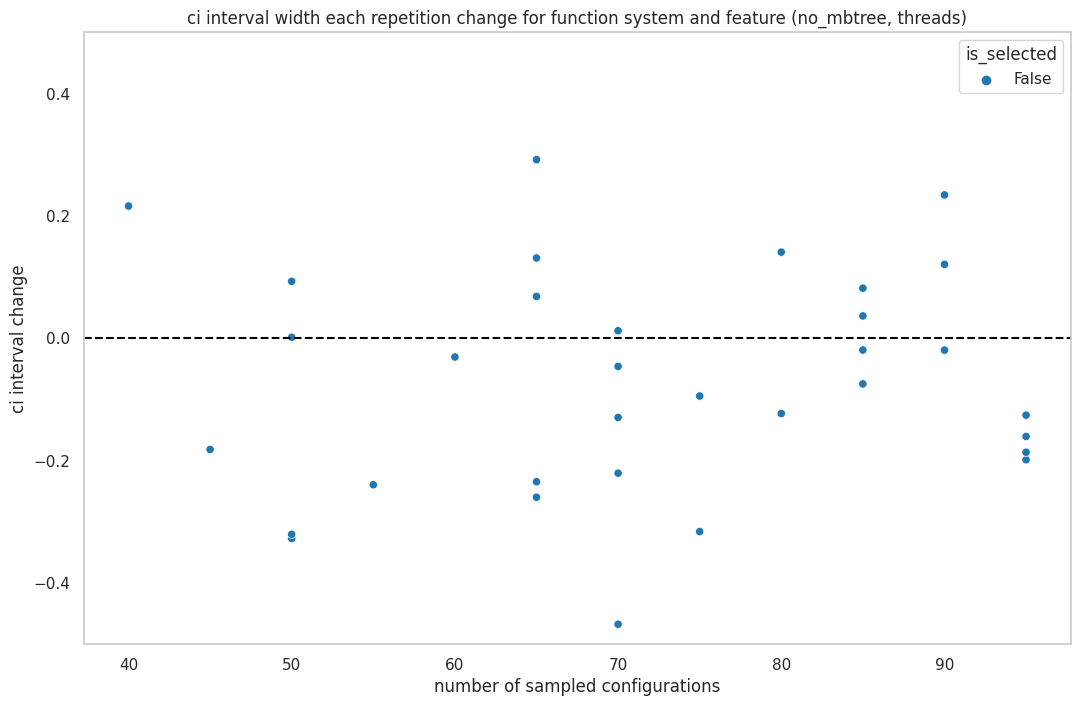 ci interval width each repetition change for function system and feature (no_mbtree, threads)
is_selected
False
0.4
0.2
0.0
−0.2
−0.4
ci interval change
40
50
60
70
80
90
number of sampled configurations